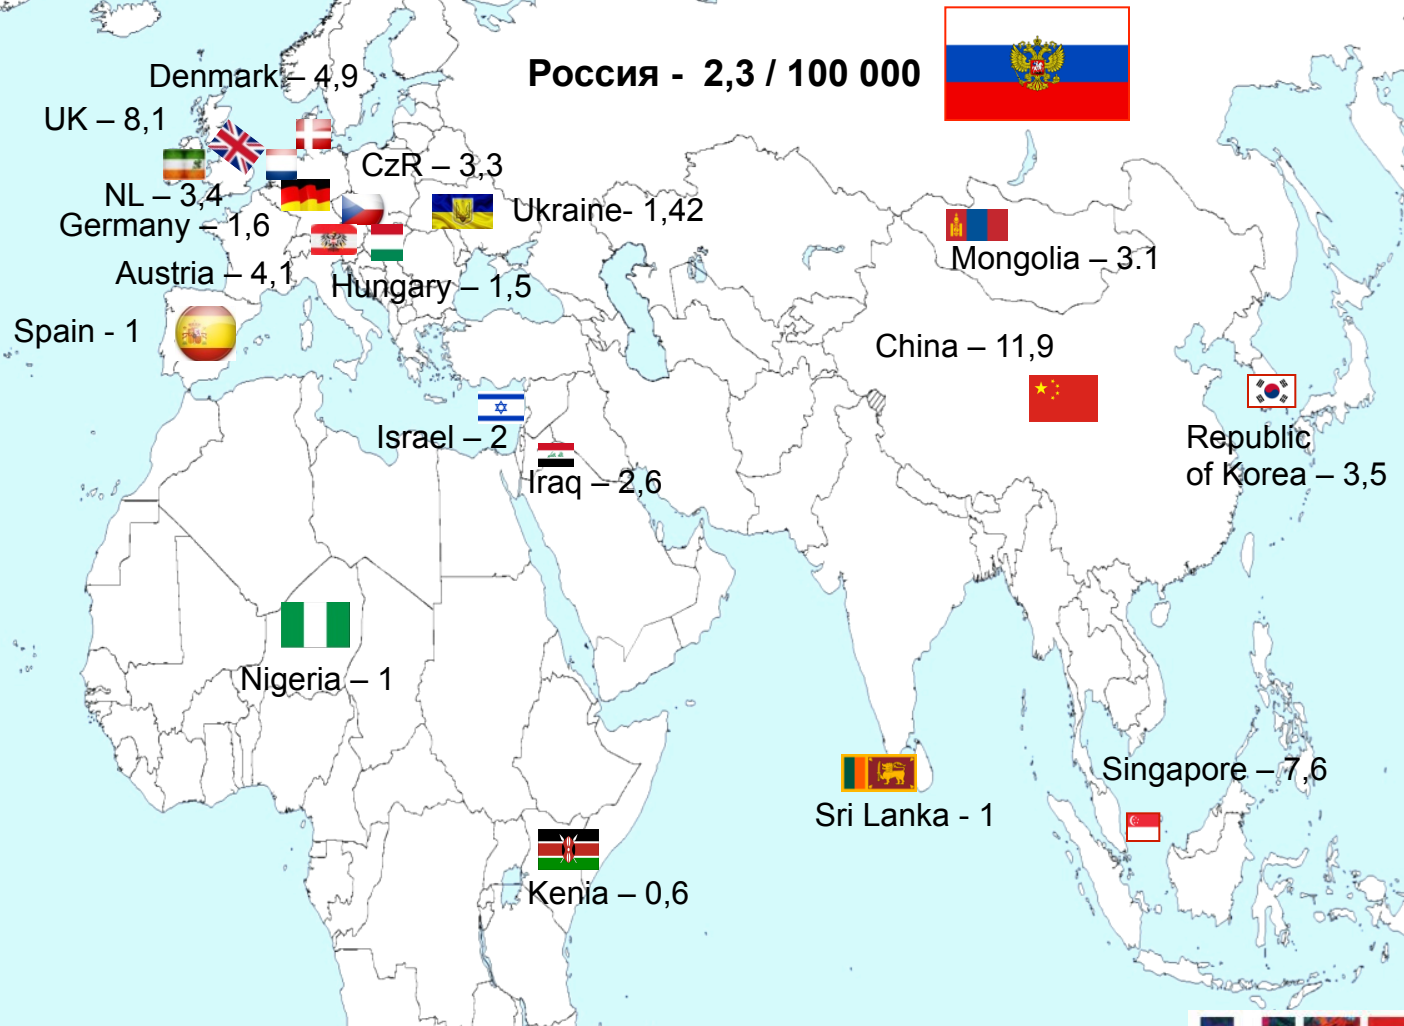 Denmark – 4,9
Россия - 2,3 / 100 000
UK – 8,1
CzR – 3,3
NL – 3,4
Ukraine- 1,42
Germany – 1,6
Mongolia – 3.1
Austria – 4,1
Hungary – 1,5
Spain - 1
China – 11,9
Israel – 2
Republic
of Korea – 3,5
Iraq – 2,6
Nigeria – 1
Singapore – 7,6
Sri Lanka - 1
Kenia – 0,6